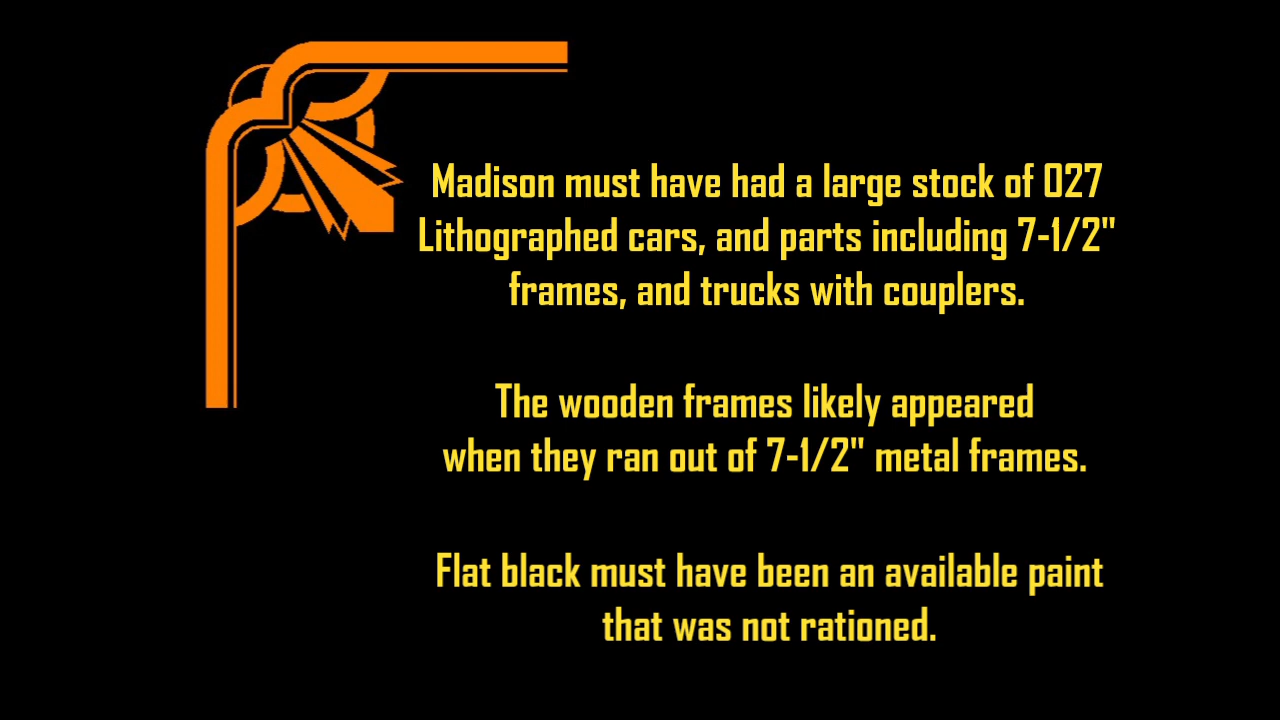 Madison must have had a large stock of 027
Lithographed cars, and parts including 7-1/2"
frames, and trucks with couplers.
The wooden frames likely appeared
when they ran out of 7-1/2" metal frames.
Flat black must have been an available paint
that was not rationed.